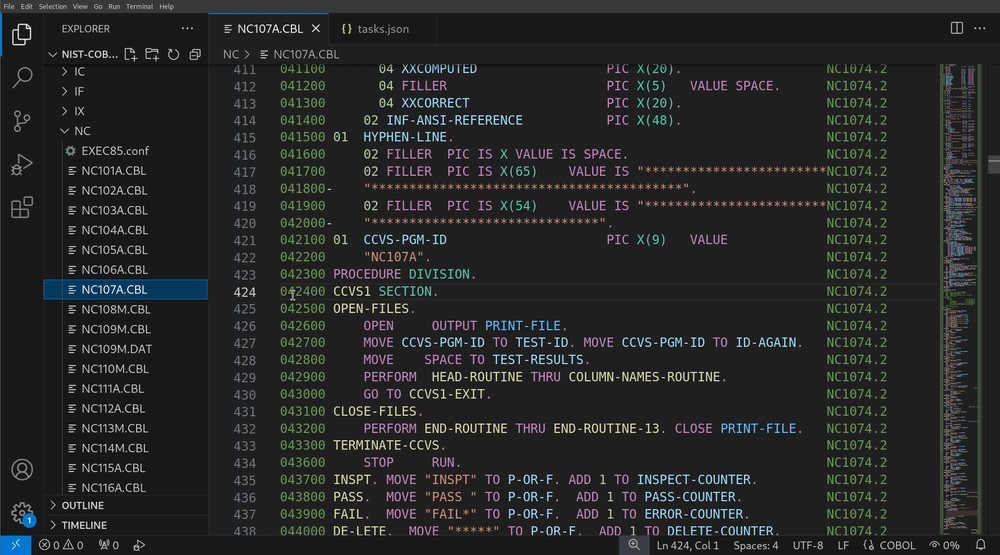 File Edit Selection View Go Run Terminal Help
EXPLORER ···
NC107A.CBL
{} tasks.json
NIST-COB...
NC > NC107A.CBL
IC
IF
IX
NC
EXEC85.conf
NC101A.CBL
NC102A.CBL
NC103A.CBL
NC104A.CBL
NC105A.CBL
NC106A.CBL
NC107A.CBL
NC108M.CBL
NC109M.CBL
NC109M.DAT
NC110M.CBL
NC111A.CBL
NC112A.CBL
NC113M.CBL
NC114M.CBL
NC115A.CBL
NC116A.CBL
OUTLINE
TIMELINE
411 041100 04 XXCOMPUTED PIC X(20). NC1074.2
412 041200 04 FILLER PIC X(5) VALUE SPACE. NC1074.2
413 041300 04 XXCORRECT PIC X(20). NC1074.2
414 041400 02 INF-ANSI-REFERENCE PIC X(48). NC1074.2
415 041500 01 HYPHEN-LINE. NC1074.2
416 041600 02 FILLER PIC IS X VALUE IS SPACE. NC1074.2
417 041700 02 FILLER PIC IS X(65) VALUE IS "************************NC1074.2
418 041800- "*****************************************". NC1074.2
419 041900 02 FILLER PIC IS X(54) VALUE IS "************************NC1074.2
420 042000- "******************************". NC1074.2
421 042100 01 CCVS-PGM-ID PIC X(9) VALUE NC1074.2
422 042200 "NC107A". NC1074.2
423 042300 PROCEDURE DIVISION. NC1074.2
424 042400 CCVS1 SECTION. NC1074.2
425 042500 OPEN-FILES. NC1074.2
426 042600 OPEN OUTPUT PRINT-FILE. NC1074.2
427 042700 MOVE CCVS-PGM-ID TO TEST-ID. MOVE CCVS-PGM-ID TO ID-AGAIN. NC1074.2
428 042800 MOVE SPACE TO TEST-RESULTS. NC1074.2
429 042900 PERFORM HEAD-ROUTINE THRU COLUMN-NAMES-ROUTINE. NC1074.2
430 043000 GO TO CCVS1-EXIT. NC1074.2
431 043100 CLOSE-FILES. NC1074.2
432 043200 PERFORM END-ROUTINE THRU END-ROUTINE-13. CLOSE PRINT-FILE. NC1074.2
433 043300 TERMINATE-CCVS. NC1074.2
434 043600 STOP RUN. NC1074.2
435 043700 INSPT. MOVE "INSPT" TO P-OR-F. ADD 1 TO INSPECT-COUNTER. NC1074.2
436 043800 PASS. MOVE "PASS " TO P-OR-F. ADD 1 TO PASS-COUNTER. NC1074.2
437 043900 FAIL. MOVE "FAIL*" TO P-OR-F. ADD 1 TO ERROR-COUNTER. NC1074.2
438 044000 DE-LETE. MOVE "*****" TO P-OR-F. ADD 1 TO DELETE-COUNTER. NC1074.2
1
0 0 0 Ln 424, Col 1 Spaces: 4 UTF-8 LF {} COBOL 0%